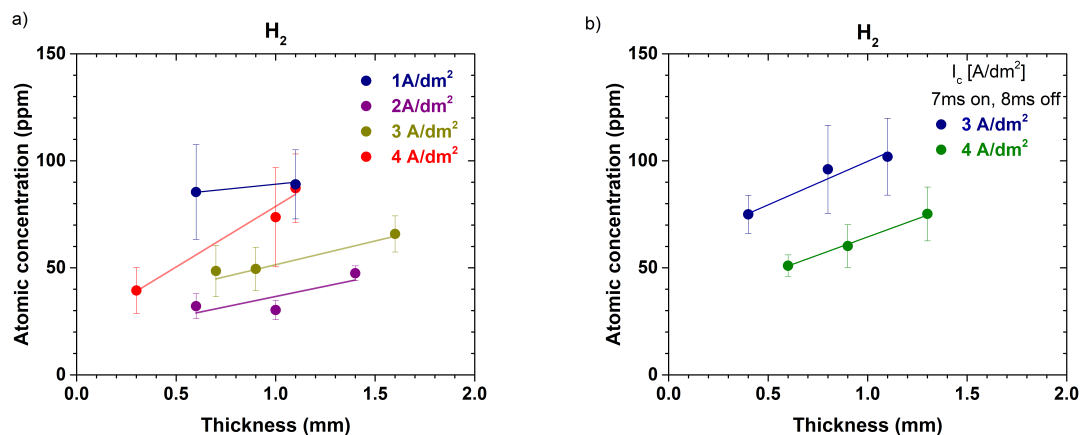 a)
H₂
150
100
50
0
0.0 0.5 1.0 1.5 2.0
Atomic concentration (ppm)
Thickness (mm)
1A/dm²
2A/dm²
3 A/dm²
4 A/dm²
b)
H₂
150
100
50
0
0.0 0.5 1.0 1.5 2.0
Atomic concentration (ppm)
Thickness (mm)
I_c [A/dm²]
7ms on, 8ms off
3 A/dm²
4 A/dm²